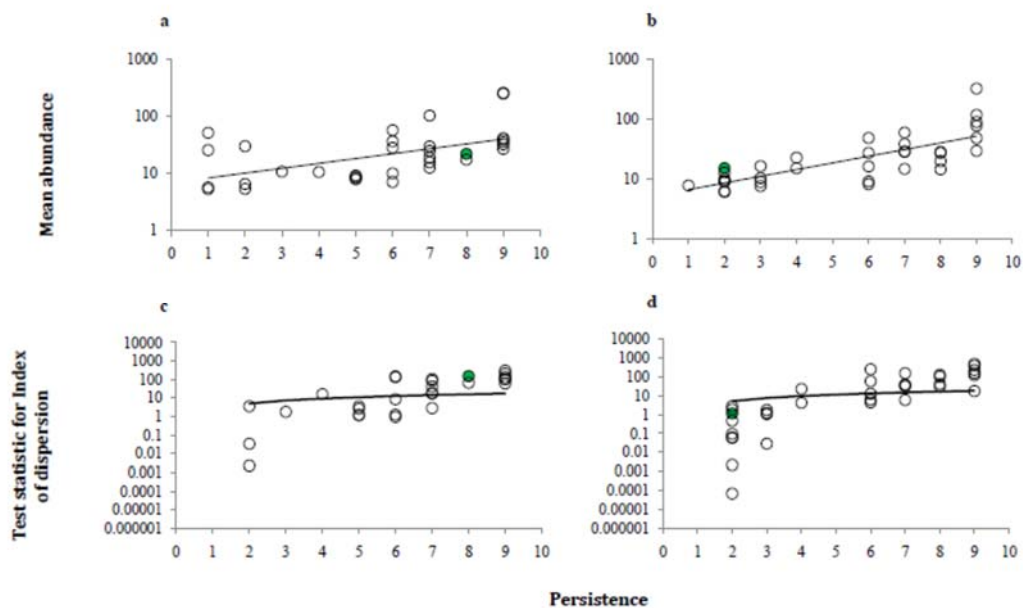 a
b
Mean abundance
1000
100
10
1
0 1 2 3 4 5 6 7 8 9 10
1000
100
10
1
0 1 2 3 4 5 6 7 8 9 10
c
d
Test statistic for Index
of dispersion
10000
1000
100
10
1
0.1
0.01
0.001
0.0001
0.00001
0.000001
0 1 2 3 4 5 6 7 8 9 10
10000
1000
100
10
1
0.1
0.01
0.001
0.0001
0.00001
0.000001
0 1 2 3 4 5 6 7 8 9 10
Persistence